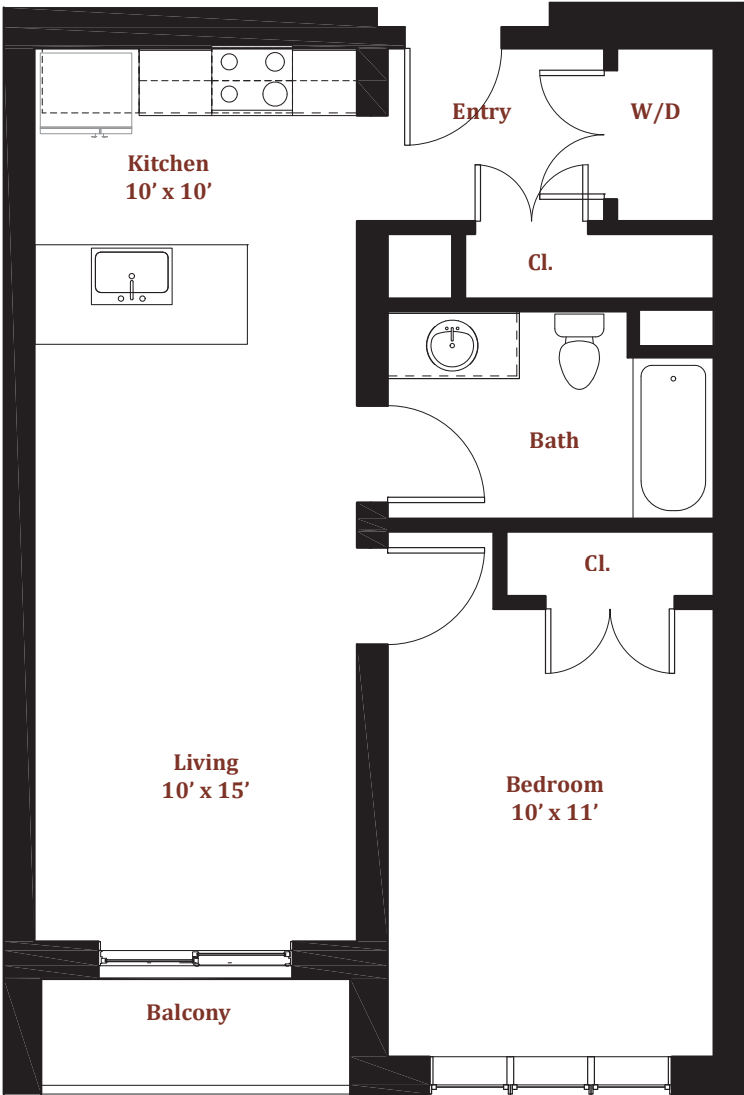 Entry
W/D
Kitchen
10’ x 10’
Cl.
Bath
Cl.
Living
10’ x 15’
Bedroom
10’ x 11’
Balcony